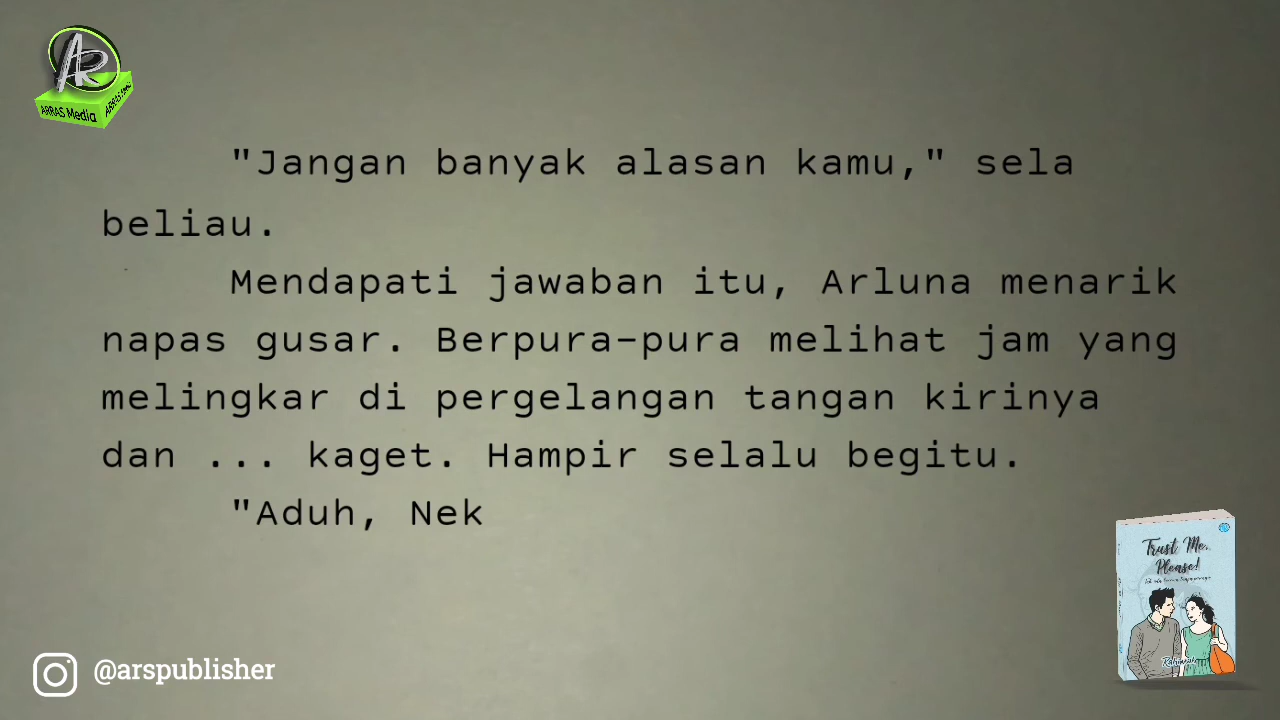 AR
ARRAS Media
"Jangan banyak alasan kamu," sela
beliau.
Mendapati jawaban itu, Arluna menarik
napas gusar. Berpura-pura melihat jam yang
melingkar di pergelangan tangan kirinya
dan ... kaget. Hampir selalu begitu.
"Aduh, Nek
Trust Me,
Please!
@arspublisher